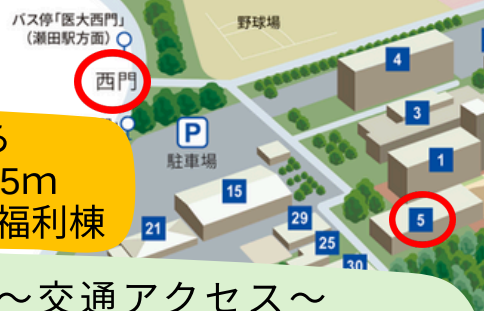 バス停「医大西門」
（瀬田駅方面）
野球場
西門
4
P
駐車場
3
1
15
5
21
29
25
30
5m
福利棟
～交通アクセス～